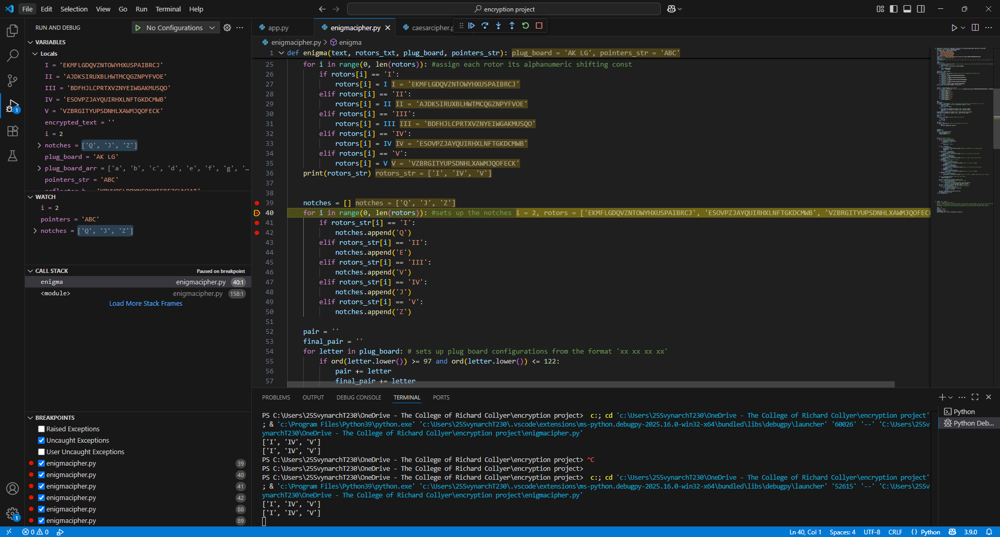 File Edit Selection View Go Run Terminal Help
encryption project
RUN AND DEBUG
No Configurations
VARIABLES
Locals
I = 'EKMFLGDQVZNTOWYHXUSPAIBRCJ'
II = 'AJDKSIRUXBLHWTMCQGZNPYFVOE'
III = 'BDFHJLCPRTXVZNYEIWGAKMUSQO'
IV = 'ESOVPZJAYQUIRHXLNFTGKDCMWB'
V = 'VZBRGITYUPSDNHLXAWMJQOFECK'
encrypted_text = ''
i = 2
notches = ['Q', 'J', 'Z']
plug_board = 'AK LG'
plug_board_arr = ['a', 'b', 'c', 'd', 'e', 'f', 'g', '...
pointers_str = 'ABC'
WATCH
i = 2
pointers = 'ABC'
notches = ['Q', 'J', 'Z']
CALL STACK
Paused on breakpoint
enigma enigmacipher.py 40:1
<module> enigmacipher.py 158:1
Load More Stack Frames
BREAKPOINTS
Raised Exceptions
Uncaught Exceptions
User Uncaught Exceptions
enigmacipher.py 39
enigmacipher.py 40
enigmacipher.py 41
enigmacipher.py 42
enigmacipher.py 88
enigmacipher.py 89
app.py enigmacipher.py caesarcipher.p
enigmacipher.py > enigma
1 def enigma(text, rotors_txt, plug_board, pointers_str): plug_board = 'AK LG', pointers_str = 'ABC'
25 for i in range(0, len(rotors)): #assign each rotor its alphanumeric shifting const
26 if rotors[i] == 'I':
27 rotors[i] = I I = 'EKMFLGDQVZNTOWYHXUSPAIBRCJ'
28 elif rotors[i] == 'II':
29 rotors[i] = II II = 'AJDKSIRUXBLHWTMCQGZNPYFVOE'
30 elif rotors[i] == 'III':
31 rotors[i] = III III = 'BDFHJLCPRTXVZNYEIWGAKMUSQO'
32 elif rotors[i] == 'IV':
33 rotors[i] = IV IV = 'ESOVPZJAYQUIRHXLNFTGKDCMWB'
34 elif rotors[i] == 'V':
35 rotors[i] = V V = 'VZBRGITYUPSDNHLXAWMJQOFECK'
36 print(rotors_str) rotors_str = ['I', 'IV', 'V']
37
38
39 notches = [] notches = ['Q', 'J', 'Z']
40 for i in range(0, len(rotors)): #sets up the notches i = 2, rotors = ['EKMFLGDQVZNTOWYHXUSPAIBRCJ', 'ESOVPZJAYQUIRHXLNFTGKDCMWB', 'VZBRGITYUPSDNHLXAWMJQOFECK
41 if rotors_str[i] == 'I':
42 notches.append('Q')
43 elif rotors_str[i] == 'II':
44 notches.append('E')
45 elif rotors_str[i] == 'III':
46 notches.append('V')
47 elif rotors_str[i] == 'IV':
48 notches.append('J')
49 elif rotors_str[i] == 'V':
50 notches.append('Z')
51
52 pair = ''
53 final_pair = ''
54 for letter in plug_board: # sets up plug board configurations from the format 'xx xx xx xx'
55 if ord(letter.lower()) >= 97 and ord(letter.lower()) <= 122:
56 pair += letter
57 final_pair += letter
PROBLEMS OUTPUT DEBUG CONSOLE TERMINAL PORTS
PS C:\Users\25SvynarchT230\OneDrive - The College of Richard Collyer\encryption project> c:; cd 'c:\Users\25SvynarchT230\OneDrive - The College of Richard Collyer\encryption project'
; & 'c:\Program Files\Python39\python.exe' 'c:\Users\25SvynarchT230\.vscode\extensions\ms-python.debugpy-2025.16.0-win32-x64\bundled\libs\debugpy\launcher' '60026' '--' 'C:\Users\25Sv
ynarchT230\OneDrive - The College of Richard Collyer\encryption project\enigmacipher.py'
['I', 'IV', 'V']
['I', 'IV', 'V']
PS C:\Users\25SvynarchT230\OneDrive - The College of Richard Collyer\encryption project> ^C
PS C:\Users\25SvynarchT230\OneDrive - The College of Richard Collyer\encryption project>
PS C:\Users\25SvynarchT230\OneDrive - The College of Richard Collyer\encryption project> c:; cd 'c:\Users\25SvynarchT230\OneDrive - The College of Richard Collyer\encryption project'
; & 'c:\Program Files\Python39\python.exe' 'c:\Users\25SvynarchT230\.vscode\extensions\ms-python.debugpy-2025.16.0-win32-x64\bundled\libs\debugpy\launcher' '52615' '--' 'C:\Users\25Sv
ynarchT230\OneDrive - The College of Richard Collyer\encryption project\enigmacipher.py'
['I', 'IV', 'V']
['I', 'IV', 'V']
Python
Python Deb...
0 0
Ln 40, Col 1 Spaces: 4 UTF-8 CRLF {} Python 3.9.0